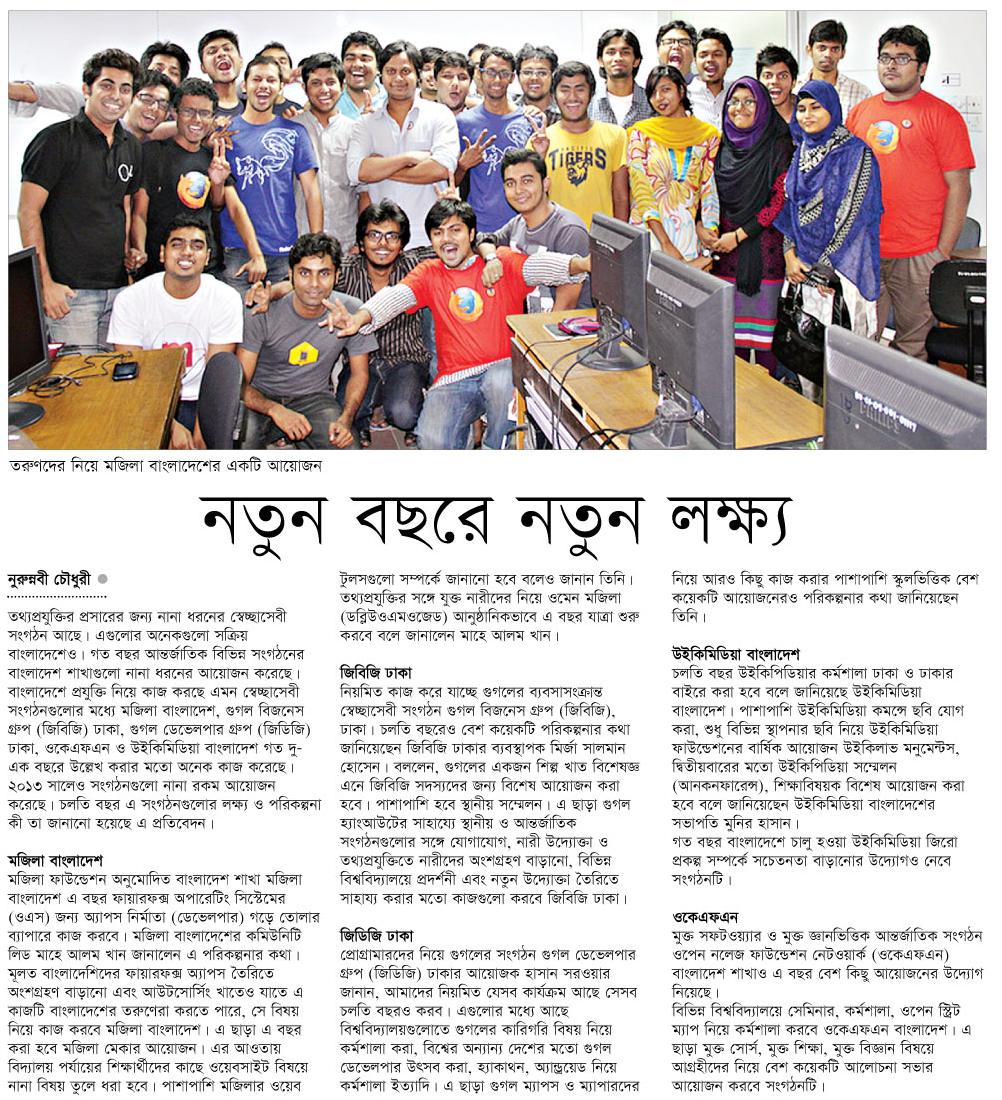 TIGERS
তরুণদের নিয়ে মজিলা বাংলাদেশের একটি আয়োজন
নতুন বছরে নতুন লক্ষ্য
নুরুন্নবী চৌধুরী
তথ্যপ্রযুক্তির প্রসারের জন্য নানা ধরনের স্বেচ্ছাসেবী
সংগঠন আছে। এগুলোর অনেকগুলো সক্রিয়
বাংলাদেশেও। গত বছর আন্তর্জাতিক বিভিন্ন সংগঠনের
বাংলাদেশ শাখাগুলো নানা ধরনের আয়োজন করেছে।
বাংলাদেশে প্রযুক্তি নিয়ে কাজ করছে এমন স্বেচ্ছাসেবী
সংগঠনগুলোর মধ্যে মজিলা বাংলাদেশ, গুগল বিজনেস
গ্রুপ (জিবিজি) ঢাকা, গুগল ডেভেলপার গ্রুপ (জিডিজি)
ঢাকা, ওকেএফএন ও উইকিমিডিয়া বাংলাদেশ গত দু-
এক বছরে উল্লেখ করার মতো অনেক কাজ করেছে।
২০১৩ সালেও সংগঠনগুলো নানা রকম আয়োজন
করেছে। চলতি বছর এ সংগঠনগুলোর লক্ষ্য ও পরিকল্পনা
কী তা জানানো হয়েছে এ প্রতিবেদন।
মজিলা বাংলাদেশ
মজিলা ফাউন্ডেশন অনুমোদিত বাংলাদেশ শাখা মজিলা
বাংলাদেশ এ বছর ফায়ারফক্স অপারেটিং সিস্টেমের
(ওএস) জন্য অ্যাপস নির্মাতা (ডেভেলপার) গড়ে তোলার
ব্যাপারে কাজ করবে। মজিলা বাংলাদেশের কমিউনিটি
লিড মাহে আলম খান জানালেন এ পরিকল্পনার কথা।
মূলত বাংলাদেশিদের ফায়ারফক্স অ্যাপস তৈরিতে
অংশগ্রহণ বাড়ানো এবং আউটসোর্সিং খাতেও যাতে এ
কাজটি বাংলাদেশের তরুণেরা করতে পারে, সে বিষয়
নিয়ে কাজ করবে মজিলা বাংলাদেশ। এ ছাড়া এ বছর
করা হবে মজিলা মেকার আয়োজন। এর আওতায়
বিদ্যালয় পর্যায়ের শিক্ষার্থীদের কাছে ওয়েবসাইট বিষয়ে
নানা বিষয় তুলে ধরা হবে। পাশাপাশি মজিলার ওয়েব
টুলসগুলো সম্পর্কে জানানো হবে বলেও জানান তিনি।
তথ্যপ্রযুক্তির সঙ্গে যুক্ত নারীদের নিয়ে ওমেন মজিলা
(ডব্লিউওএমওজেড) আনুষ্ঠানিকভাবে এ বছর যাত্রা শুরু
করবে বলে জানালেন মাহে আলম খান।
জিবিজি ঢাকা
নিয়মিত কাজ করে যাচ্ছে গুগলের ব্যবসাসংক্রান্ত
স্বেচ্ছাসেবী সংগঠন গুগল বিজনেস গ্রুপ (জিবিজি),
ঢাকা। চলতি বছরেও বেশ কয়েকটি পরিকল্পনার কথা
জানিয়েছেন জিবিজি ঢাকার ব্যবস্থাপক মির্জা সালমান
হোসেন। বললেন, গুগলের একজন শিল্প খাত বিশেষজ্ঞ
এনে জিবিজি সদস্যদের জন্য বিশেষ আয়োজন করা
হবে। পাশাপাশি হবে স্থানীয় সম্মেলন। এ ছাড়া গুগল
হ্যাংআউটের সাহায্যে স্থানীয় ও আন্তর্জাতিক
সংগঠনগুলোর সঙ্গে যোগাযোগ, নারী উদ্যোক্তা ও
তথ্যপ্রযুক্তিতে নারীদের অংশগ্রহণ বাড়ানো, বিভিন্ন
বিশ্ববিদ্যালয়ে প্রদর্শনী এবং নতুন উদ্যোক্তা তৈরিতে
সাহায্য করার মতো কাজগুলো করবে জিবিজি ঢাকা।
জিডিজি ঢাকা
প্রোগ্রামারদের নিয়ে গুগলের সংগঠন গুগল ডেভেলপার
গ্রুপ (জিডিজি) ঢাকার আয়োজক হাসান সরওয়ার
জানান, আমাদের নিয়মিত যেসব কার্যক্রম আছে সেসব
চলতি বছরও করব। এগুলোর মধ্যে আছে
বিশ্ববিদ্যালয়গুলোতে গুগলের কারিগরি বিষয় নিয়ে
কর্মশালা করা, বিশ্বের অন্যান্য দেশের মতো গুগল
ডেভেলপার উৎসব করা, হ্যাকাথন, অ্যান্ড্রয়েড নিয়ে
কর্মশালা ইত্যাদি। এ ছাড়া গুগল ম্যাপস ও ম্যাপারদের
নিয়ে আরও কিছু কাজ করার পাশাপাশি স্কুলভিত্তিক বেশ
কয়েকটি আয়োজনেরও পরিকল্পনার কথা জানিয়েছেন
তিনি।
উইকিমিডিয়া বাংলাদেশ
চলতি বছর উইকিপিডিয়ার কর্মশালা ঢাকা ও ঢাকার
বাইরে করা হবে বলে জানিয়েছে উইকিমিডিয়া
বাংলাদেশ। পাশাপাশি উইকিমিডিয়া কমন্সে ছবি যোগ
করা, শুধু বিভিন্ন স্থাপনার ছবি নিয়ে উইকিমিডিয়া
ফাউন্ডেশনের বার্ষিক আয়োজন উইকিলাভ মনুমেন্টস,
দ্বিতীয়বারের মতো উইকিপিডিয়া সম্মেলন
(আনকনফারেন্স), শিক্ষাবিষয়ক বিশেষ আয়োজন করা
হবে বলে জানিয়েছেন উইকিমিডিয়া বাংলাদেশের
সভাপতি মুনির হাসান।
গত বছর বাংলাদেশে চালু হওয়া উইকিমিডিয়া জিরো
প্রকল্প সম্পর্কে সচেতনতা বাড়ানোর উদ্যোগও নেবে
সংগঠনটি।
ওকেএফএন
মুক্ত সফটওয়্যার ও মুক্ত জ্ঞানভিত্তিক আন্তর্জাতিক সংগঠন
ওপেন নলেজ ফাউন্ডেশন নেটওয়ার্ক (ওকেএফএন)
বাংলাদেশ শাখাও এ বছর বেশ কিছু আয়োজনের উদ্যোগ
নিয়েছে।
বিভিন্ন বিশ্ববিদ্যালয়ে সেমিনার, কর্মশালা, ওপেন স্ট্রিট
ম্যাপ নিয়ে কর্মশালা করবে ওকেএফএন বাংলাদেশ। এ
ছাড়া মুক্ত সোর্স, মুক্ত শিক্ষা, মুক্ত বিজ্ঞান বিষয়ে
আগ্রহীদের নিয়ে বেশ কয়েকটি আলোচনা সভার
আয়োজন করবে সংগঠনটি।